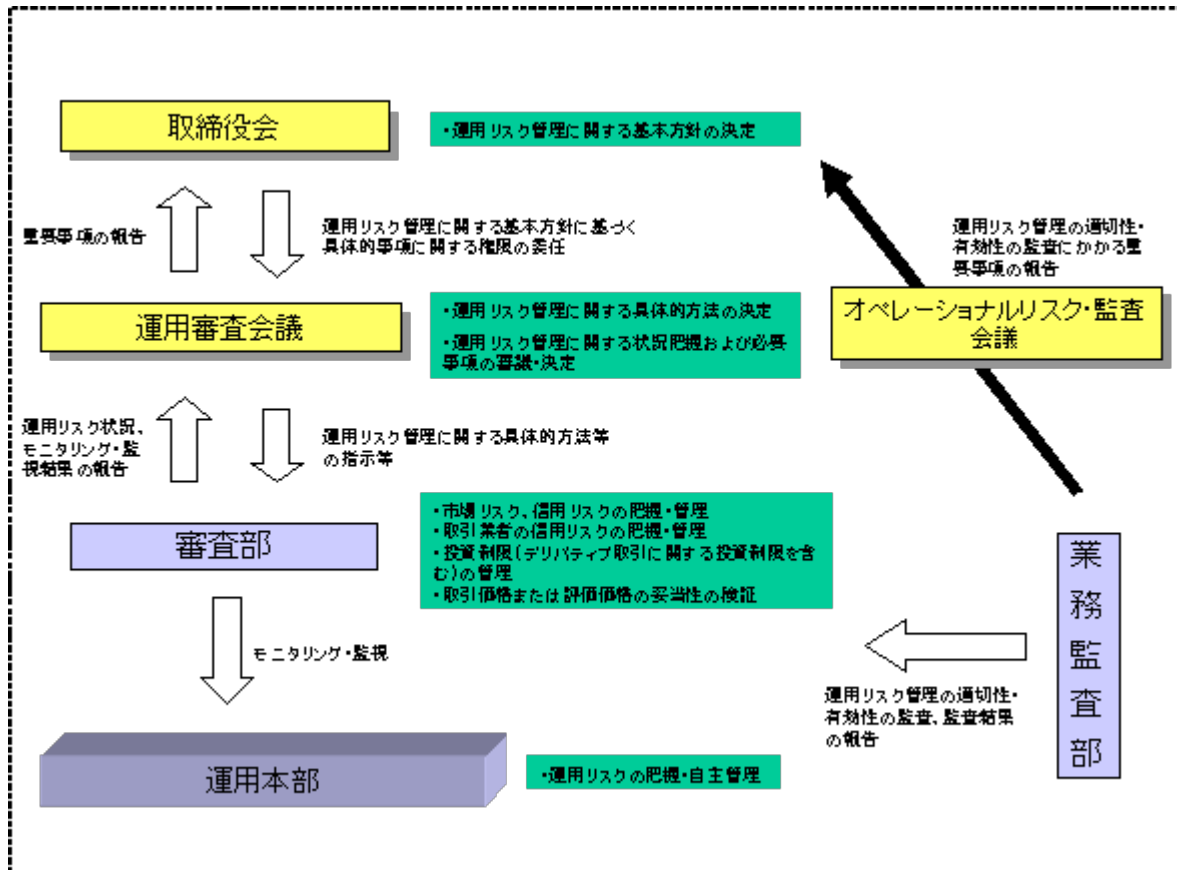 取締役会
・運用リスク管理に関する基本方針の決定
重要事項の報告
運用リスク管理に関する基本方針に基づく
具体的事項に関する権限の委任
運用リスク管理の適切性・
有効性の監査にかかる重
要事項の報告
運用審査会議
・運用リスク管理に関する具体的方法の決定
・運用リスク管理に関する状況把握および必要
事項の審議・決定
オペレーショナルリスク・監査
会議
運用リスク状況、
モニタリング・監
視結果の報告
運用リスク管理に関する具体的方法等
の指示等
審査部
・市場リスク、信用リスクの把握・管理
・取引業者の信用リスクの把握・管理
・投資制限(デリバティブ取引に関する投資制限を含
む)の管理
・取引価格または評価価格の妥当性の検証
業務監査部
モニタリング・監視
運用リスク管理の適切性・
有効性の監査、監査結果
の報告
運用本部
・運用リスクの把握・自主管理